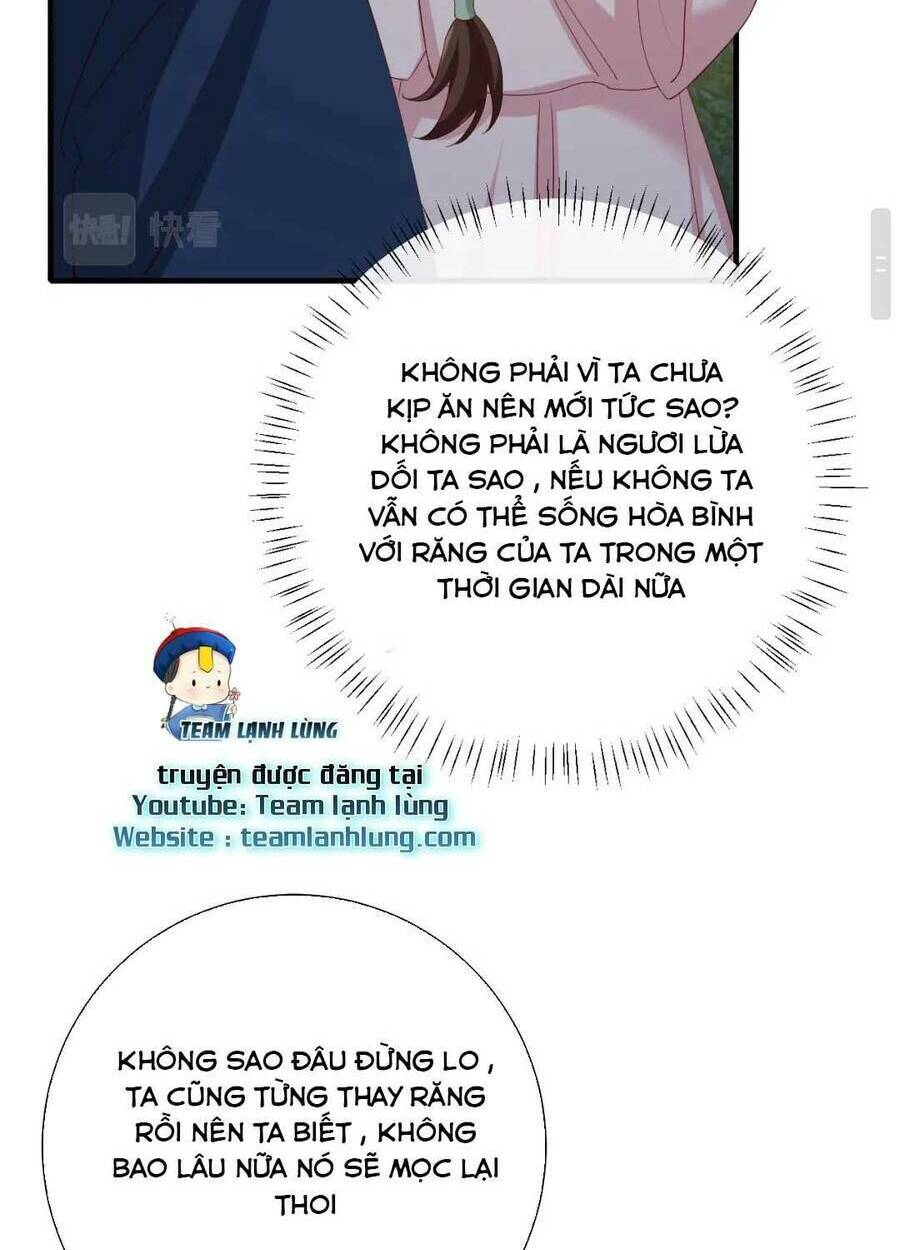 快看! 快看
KHÔNG PHẢI VÌ TA CHƯA
KỊP ĂN NÊN MỚI TỨC SAO?
KHÔNG PHẢI LÀ NGƯƠI LỪA
DỐI TA SAO , NẾU KHÔNG TA
VẪN CÓ THỂ SỐNG HÒA BÌNH
VỚI RĂNG CỦA TA TRONG MỘT
THỜI GIAN DÀI NỮA
TEAM LẠNH LÙNG
truyện được đăng tại
Youtube: Team lạnh lùng
Website : teamlanhlung.com
KHÔNG SAO ĐÂU ĐỪNG LO ,
TA CŨNG TỪNG THAY RĂNG
RỒI NÊN TA BIẾT , KHÔNG
BAO LÂU NỮA NÓ SẼ MỌC LẠI
THOI